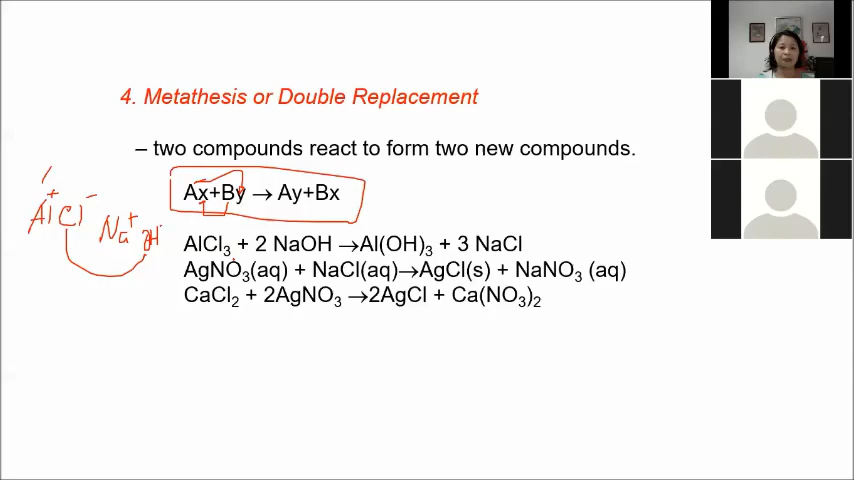 4. Metathesis or Double Replacement
– two compounds react to form two new compounds.
Ax+By → Ay+Bx
Al⁺Cl⁻ Na⁺OH⁻
AlCl₃ + 2 NaOH →Al(OH)₃ + 3 NaCl
AgNO₃(aq) + NaCl(aq)→AgCl(s) + NaNO₃ (aq)
CaCl₂ + 2AgNO₃ →2AgCl + Ca(NO₃)₂